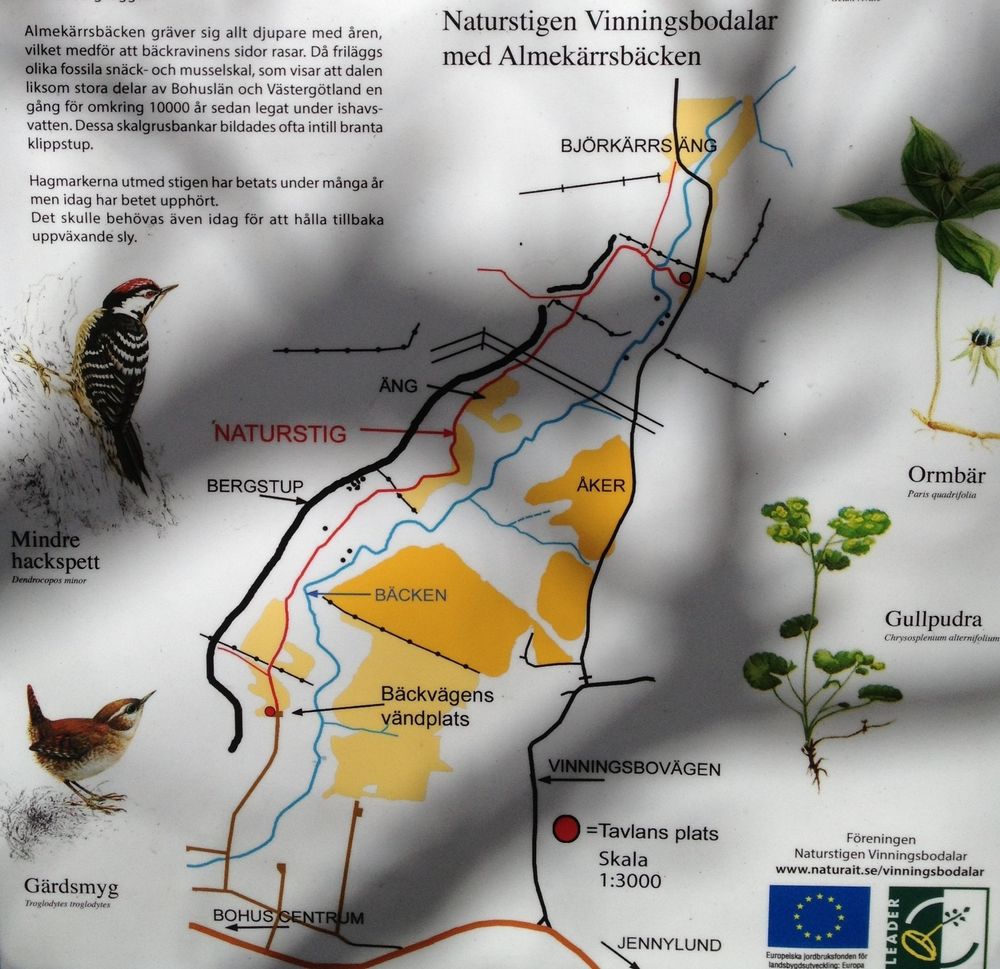 Almekärrsbäcken gräver sig allt djupare med åren,
vilket medför att bäckravinens sidor rasar. Då friläggs
olika fossila snäck- och musselskal, som visar att dalen
liksom stora delar av Bohuslän och Västergötland en
gång för omkring 10000 år sedan legat under ishavs-
vatten. Dessa skalgrusbankar bildades ofta intill branta
klippstup.
Hagmarkerna utmed stigen har betats under många år
men idag har betet upphört.
Det skulle behövas även idag för att hålla tillbaka
uppväxande sly.
Naturstigen Vinningsbodalar
med Almekärrsbäcken
BJÖRKÄRRS ÄNG
ÄNG
NATURSTIG
BERGSTUP
ÅKER
BÄCKEN
Bäckvägens
vändplats
VINNINGSBOVÄGEN
=Tavlans plats
Skala
1:3000
BOHUS CENTRUM
JENNYLUND
Mindre
hackspett
Dendrocopos minor
Gärdsmyg
Troglodytes troglodytes
Ormbär
Paris quadrifolia
Gullpudra
Chrysosplenium alternifolium
Föreningen
Naturstigen Vinningsbodalar
www.naturait.se/vinningsbodalar
Europeiska jordbruksfonden för
landsbygdsutveckling: Europa
LEADER